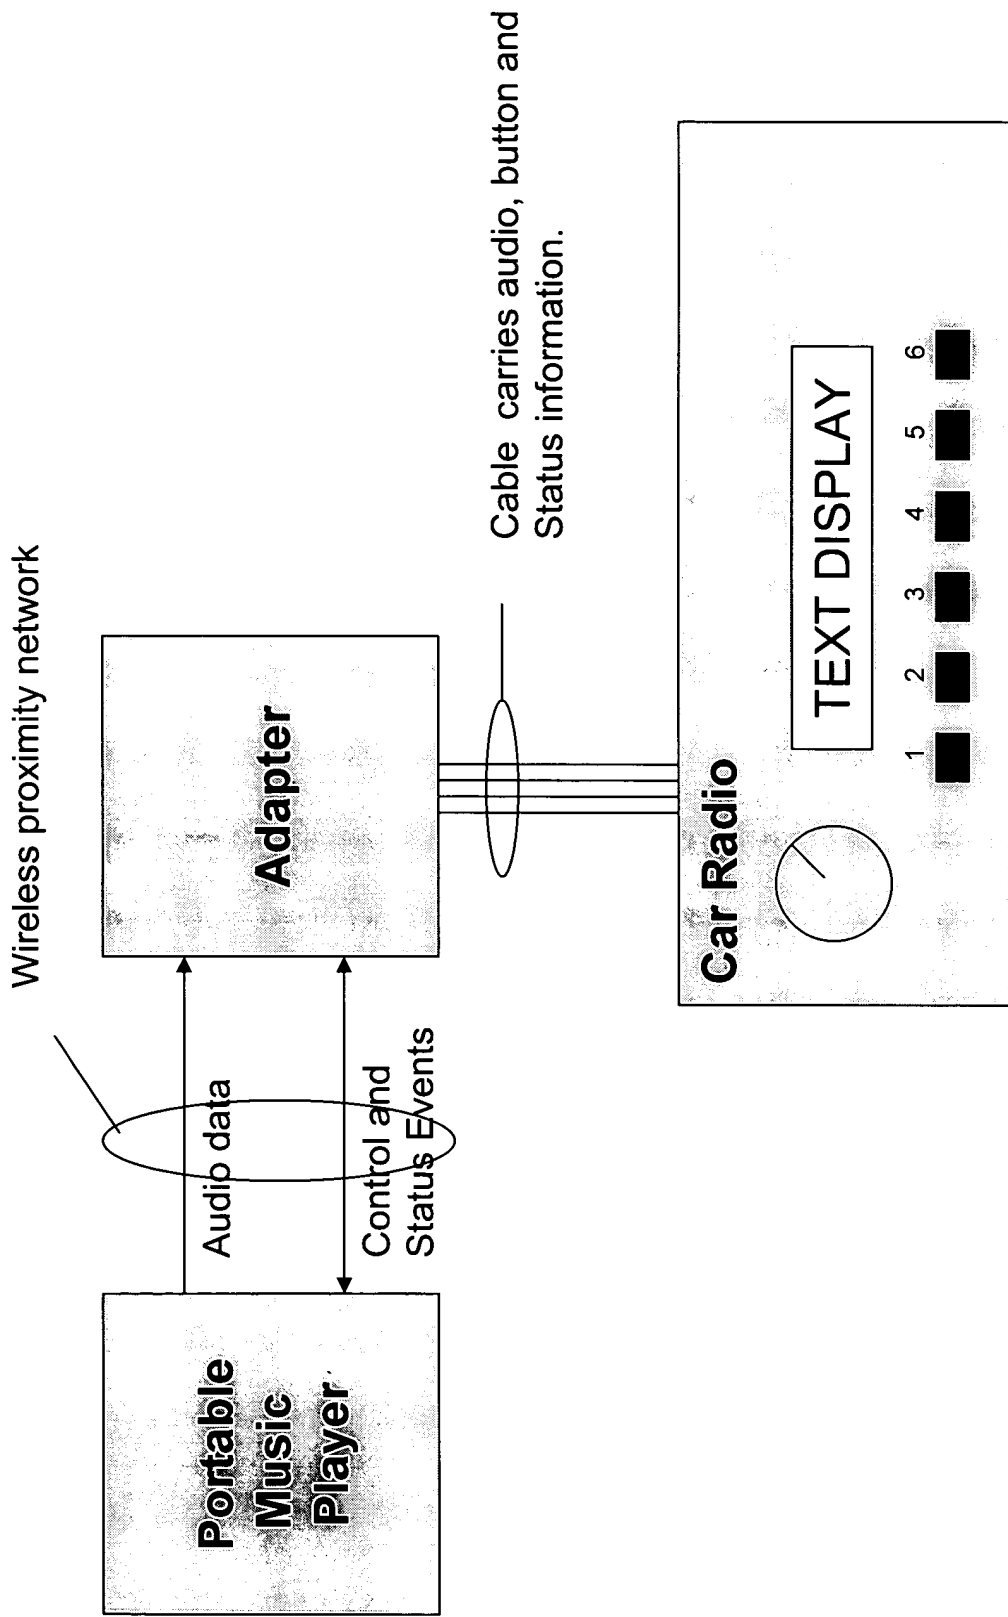 Wireless proximity network
Portable
Music
Player
Audio data
Control and
Status Events
Adapter
Cable carries audio, button and
Status information.
Car Radio
TEXT DISPLAY
1 2 3 4 5 6